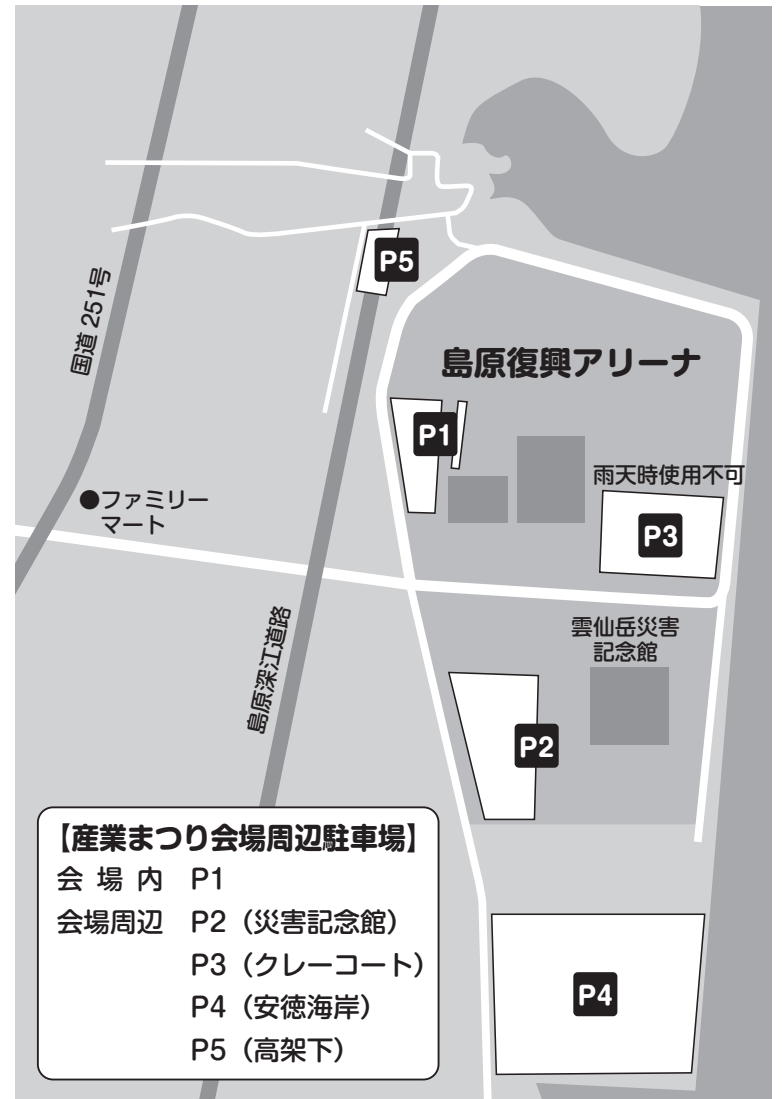 P5
国道 251号
島原復興アリーナ
P1
雨天時使用不可
●ファミリー
マート
P3
島原深江道路
雲仙岳災害
記念館
P2
【産業まつり会場周辺駐車場】
会 場 内 P1
会場周辺 P2（災害記念館）
P3（クレーコート）
P4（安徳海岸）
P5（高架下）
P4